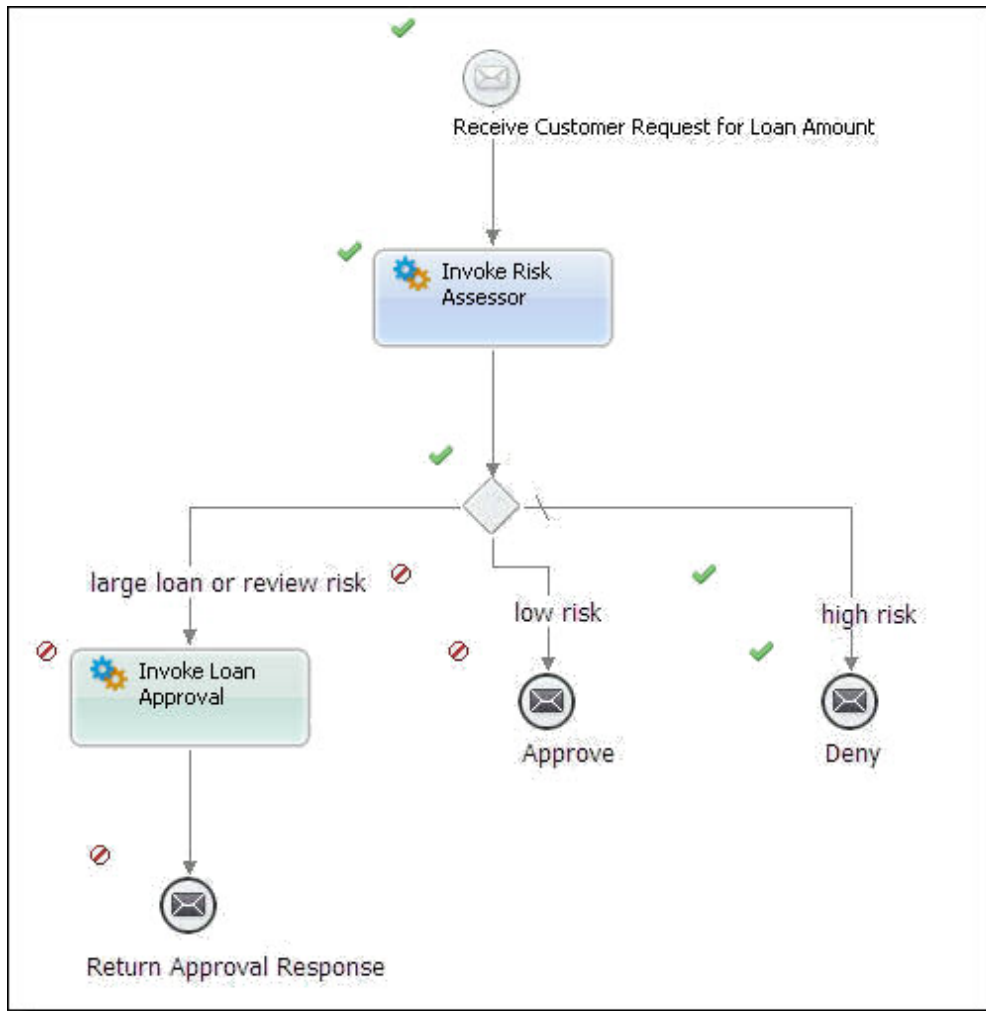 Receive Customer Request for Loan Amount
Invoke Risk
Assessor
large loan or review risk
low risk
high risk
Invoke Loan
Approval
Approve
Deny
Return Approval Response